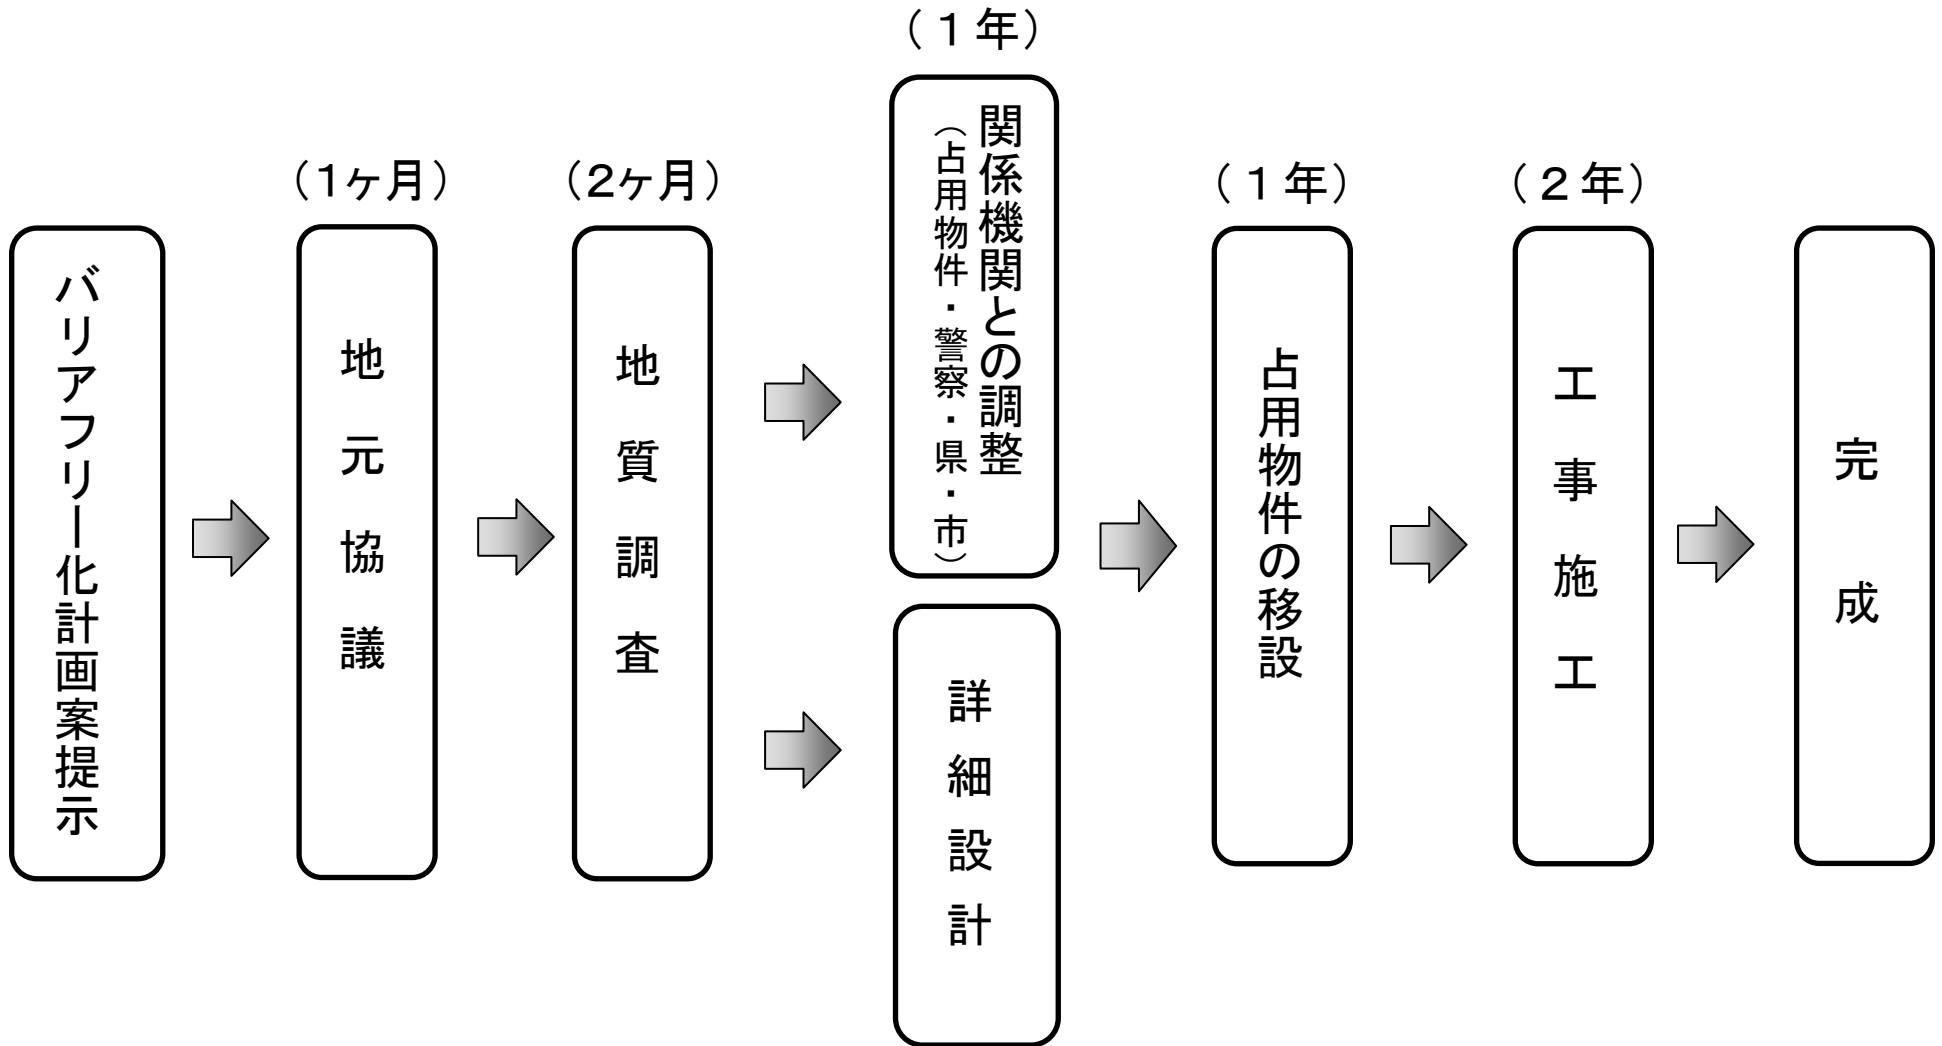 バリアフリー化計画案提示
（1ヶ月）
地元協議
（2ヶ月）
地質調査
（１年）
関係機関との調整
（占用物件・警察・県・市）
詳細設計
（１年）
占用物件の移設
（２年）
工事施工
完成